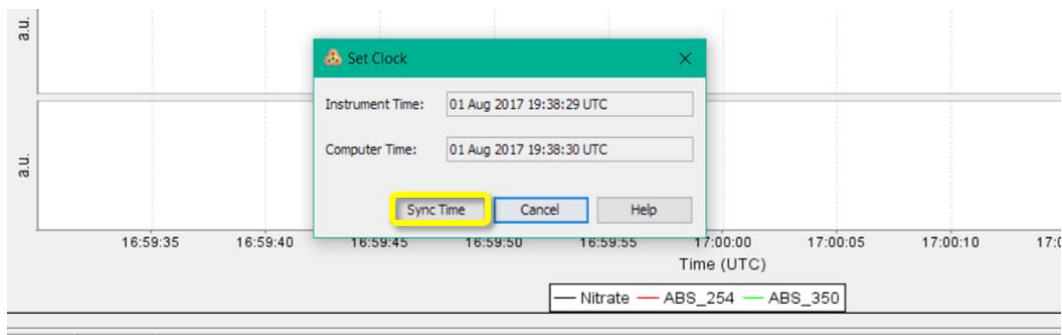 a.u.
Set Clock
Instrument Time: 01 Aug 2017 19:38:29 UTC
Computer Time: 01 Aug 2017 19:38:30 UTC
a.u.
Sync Time Cancel Help
16:59:35 16:59:40 16:59:45 16:59:50 16:59:55 17:00:00 17:00:05 17:00:10
Time (UTC)
Nitrate ABS_254 ABS_350